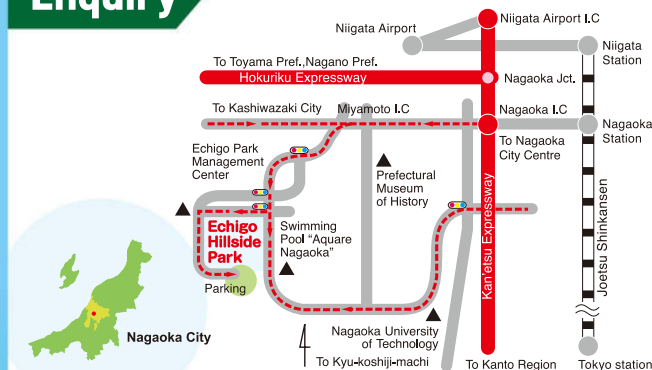 Enquiry
Niigata Airport I.C
Niigata Airport
Niigata
Station
To Toyama Pref.,Nagano Pref.
Hokuriku Expressway
Nagaoka Jct.
To Kashiwazaki City
Miyamoto I.C
Nagaoka I.C
Nagaoka
Station
To Nagaoka
City Centre
Echigo Park
Management
Center
Prefectural
Museum
of History
Echigo
Hillside
Park
Swimming
Pool "Aquare
Nagaoka"
Parking
Kan'etsu Expressway
Joetsu Shinkansen
Nagaoka City
Nagaoka University
of Technology
To Kyu-koshiji-machi
To Kanto Region
Tokyo station